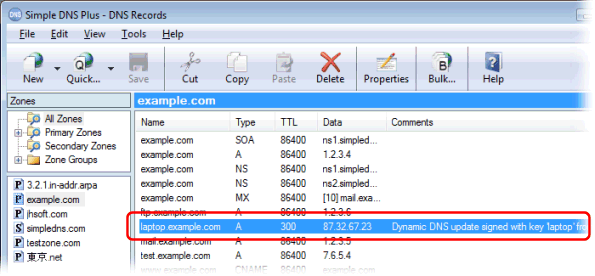 Simple DNS Plus - DNS Records
File Edit View Tools Help
New Quick... Save Cut Copy Paste Delete Properties Bulk... Help
Zones
example.com
All Zones
Primary Zones
Secondary Zones
Zone Groups
3.2.1.in-addr.arpa
example.com
jhsoft.com
simpledns.com
testzone.com
東京.net
Name Type TTL Data Comments
example.com SOA 86400 ns1.simpled...
example.com A 86400 1.2.3.4
example.com NS 86400 ns1.simpled...
example.com NS 86400 ns2.simpled...
example.com MX 86400 [10] mail.exa...
ftp.example.com A 86400 1.2.3.6
laptop.example.com A 300 87.32.67.23 Dynamic DNS update signed with key 'laptop' fro
mail.example.com A 86400 1.2.3.5
test.example.com A 86400 7.6.5.4
www.example.com CNAME 86400 example.com